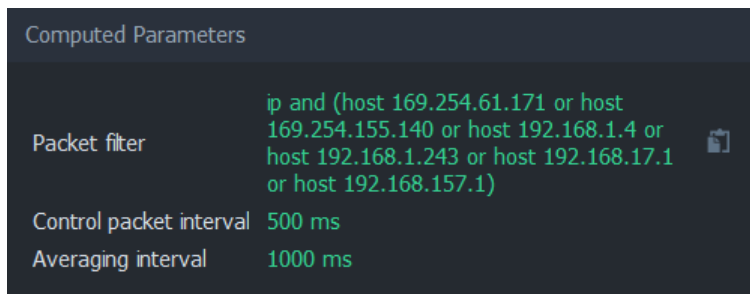 Computed Parameters
ip and (host 169.254.61.171 or host
169.254.155.140 or host 192.168.1.4 or
Packet filter
host 192.168.1.243 or host 192.168.17.1
or host 192.168.157.1)
Control packet interval 500 ms
Averaging interval 1000 ms